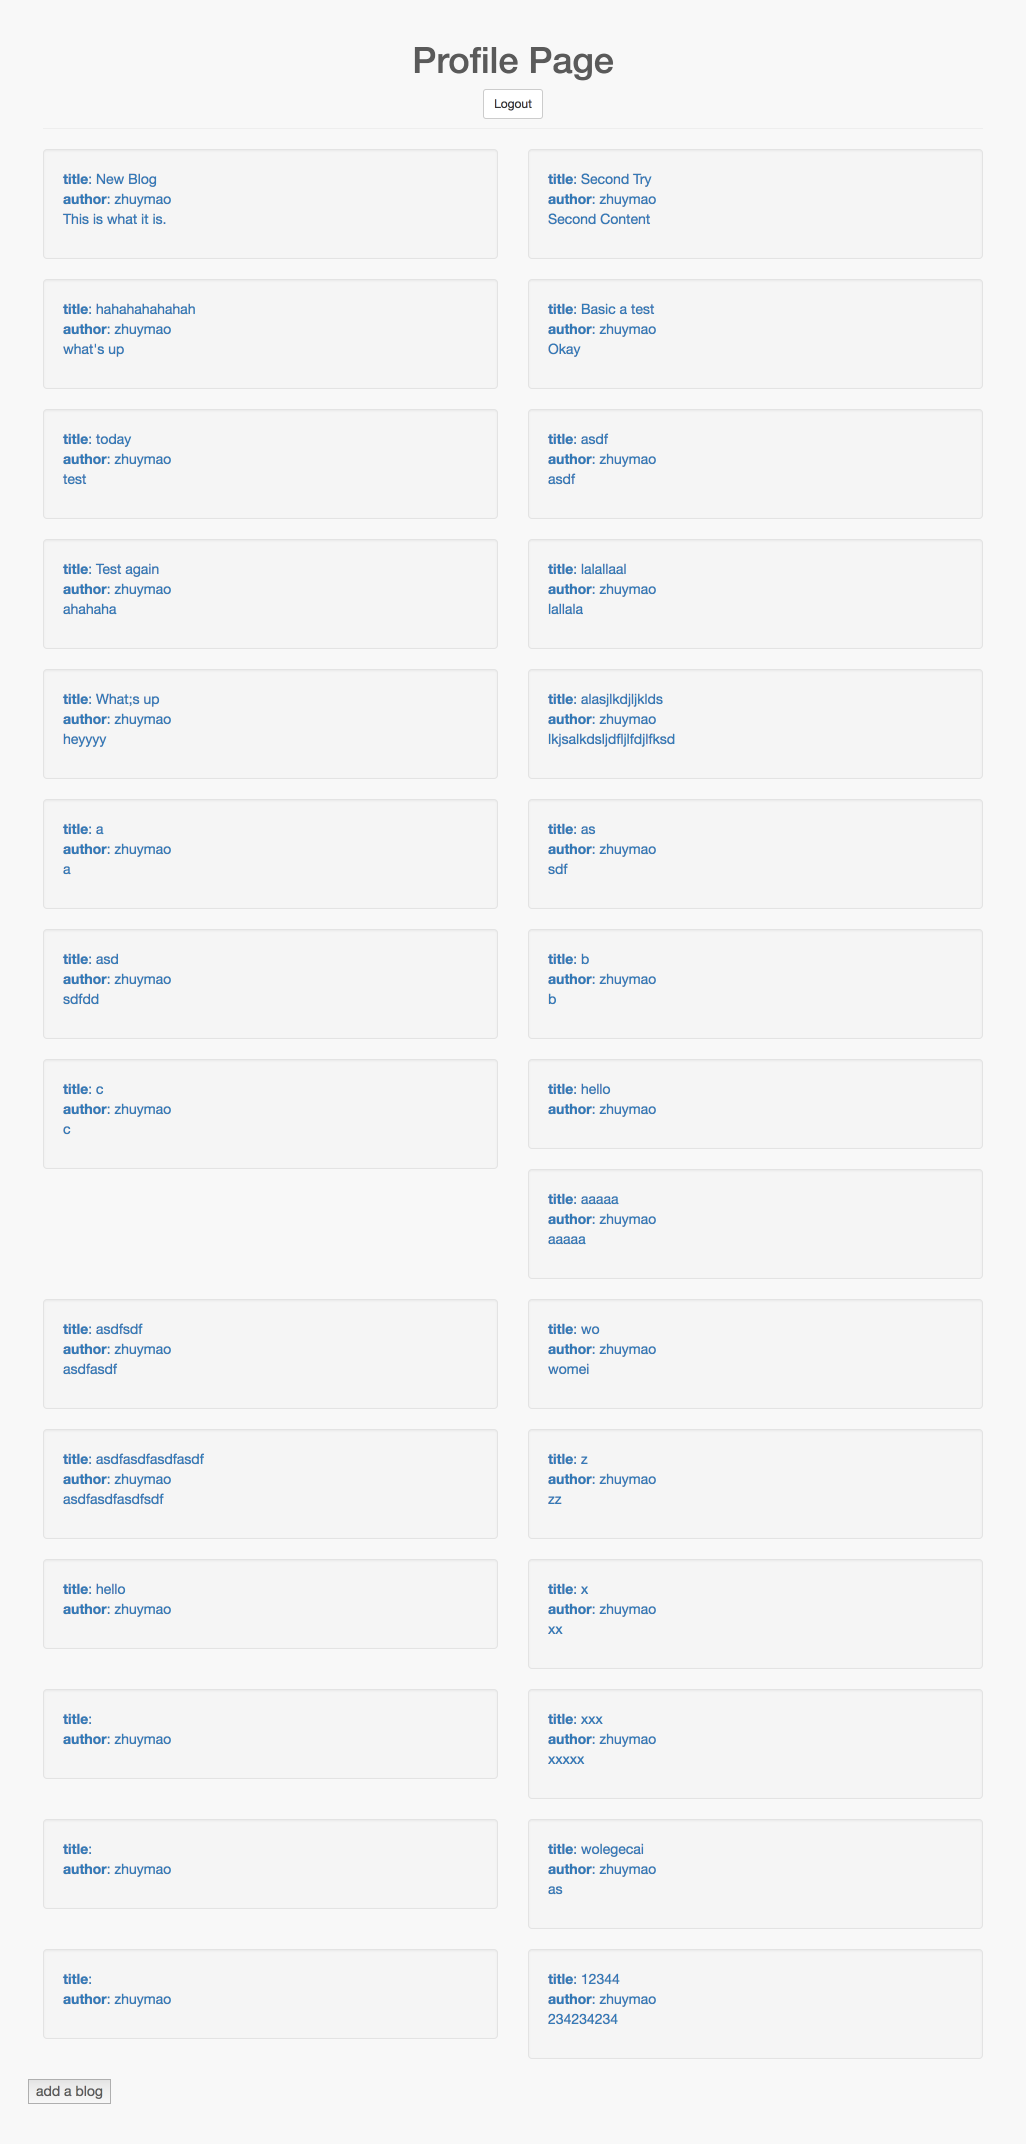 Profile Page
Logout
title: New Blog
author: zhuymao
This is what it is.
title: Second Try
author: zhuymao
Second Content
title: hahahahahahah
author: zhuymao
what's up
title: Basic a test
author: zhuymao
Okay
title: today
author: zhuymao
test
title: asdf
author: zhuymao
asdf
title: Test again
author: zhuymao
ahahaha
title: lalallaal
author: zhuymao
lallala
title: What;s up
author: zhuymao
heyyyy
title: alasjlkdjljklds
author: zhuymao
lkjsalkdsljdfljlfdjlfksd
title: a
author: zhuymao
a
title: as
author: zhuymao
sdf
title: asd
author: zhuymao
sdfdd
title: b
author: zhuymao
b
title: c
author: zhuymao
c
title: hello
author: zhuymao
title: aaaaa
author: zhuymao
aaaaa
title: asdfsdf
author: zhuymao
asdfasdf
title: wo
author: zhuymao
womei
title: asdfasdfasdfasdf
author: zhuymao
asdfasdfasdfsdf
title: z
author: zhuymao
zz
title: hello
author: zhuymao
title: x
author: zhuymao
xx
title:
author: zhuymao
title: xxx
author: zhuymao
xxxxx
title:
author: zhuymao
title: wolegecai
author: zhuymao
as
title:
author: zhuymao
title: 12344
author: zhuymao
234234234
add a blog